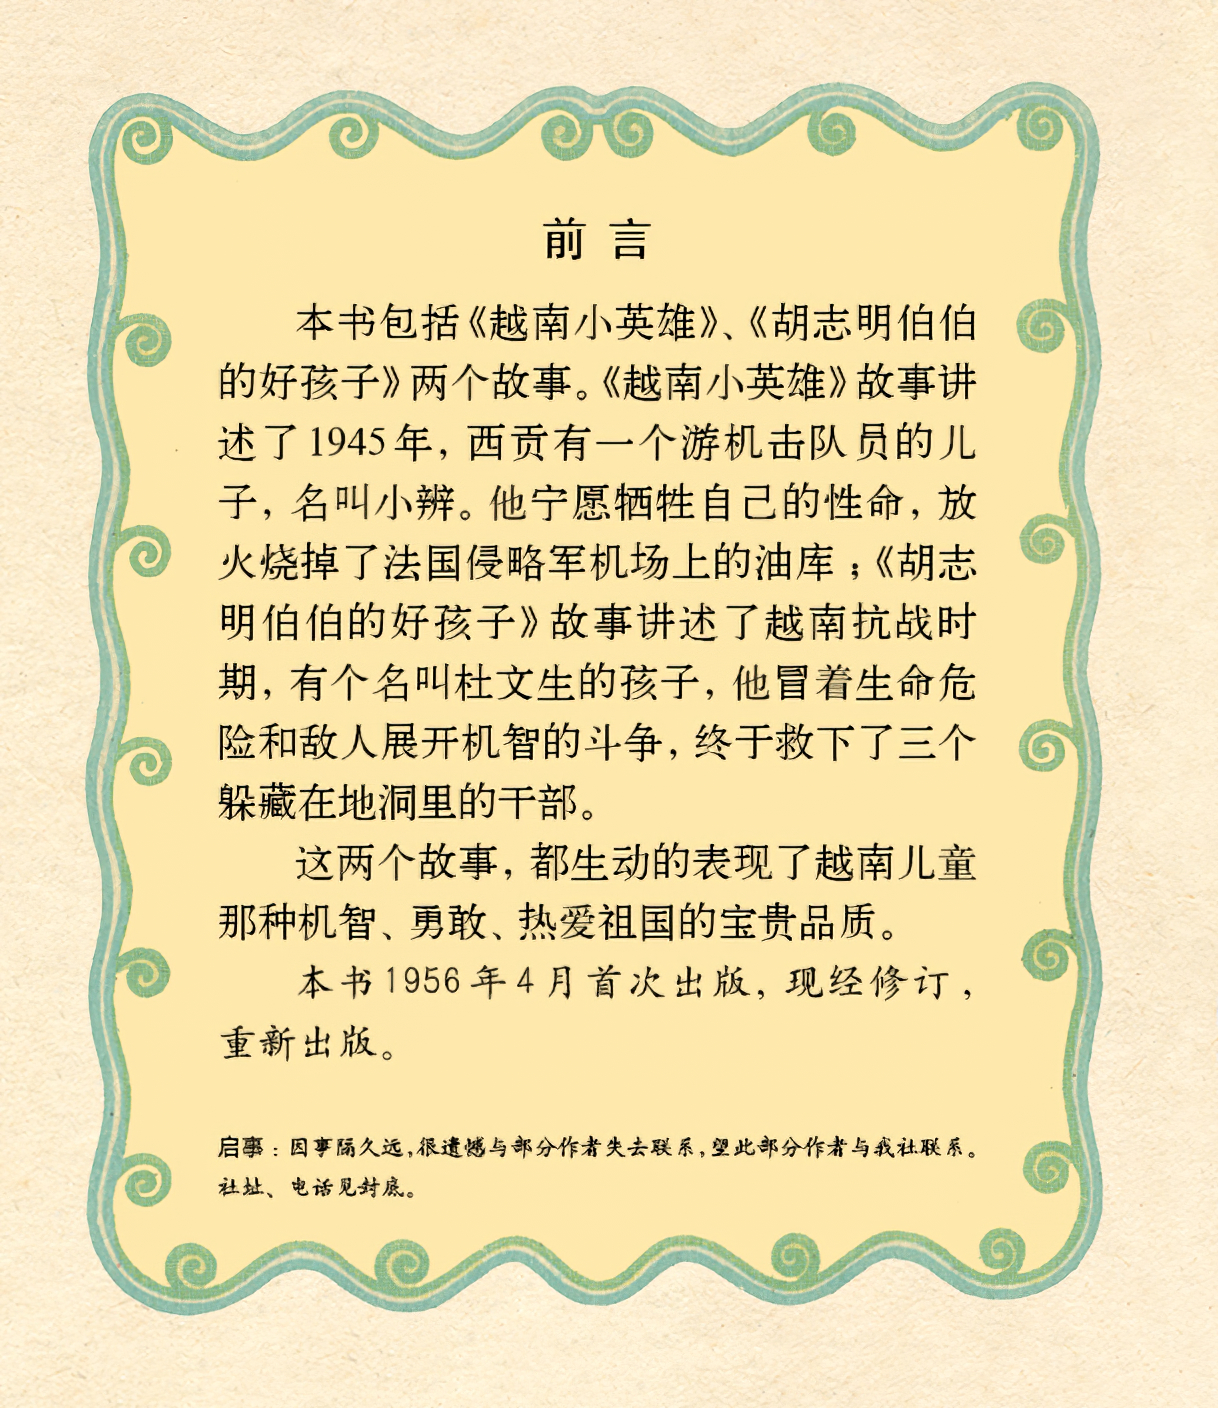 前言
本书包括《越南小英雄》、《胡志明伯伯
的好孩子》两个故事。《越南小英雄》故事讲
述了1945年，西贡有一个游机击队员的儿
子，名叫小辨。他宁愿牺牲自己的性命，放
火烧掉了法国侵略军机场上的油库；《胡志
明伯伯的好孩子》故事讲述了越南抗战时
期，有个名叫杜文生的孩子，他冒着生命危
险和敌人展开机智的斗争，终于救下了三个
躲藏在地洞里的干部。
这两个故事，都生动的表现了越南儿童
那种机智、勇敢、热爱祖国的宝贵品质。
本书1956年4月首次出版，现经修订，
重新出版。
启事：因事隔久远，很遗憾与部分作者失去联系，望此部分作者与我社联系。
社址、电话见封底。